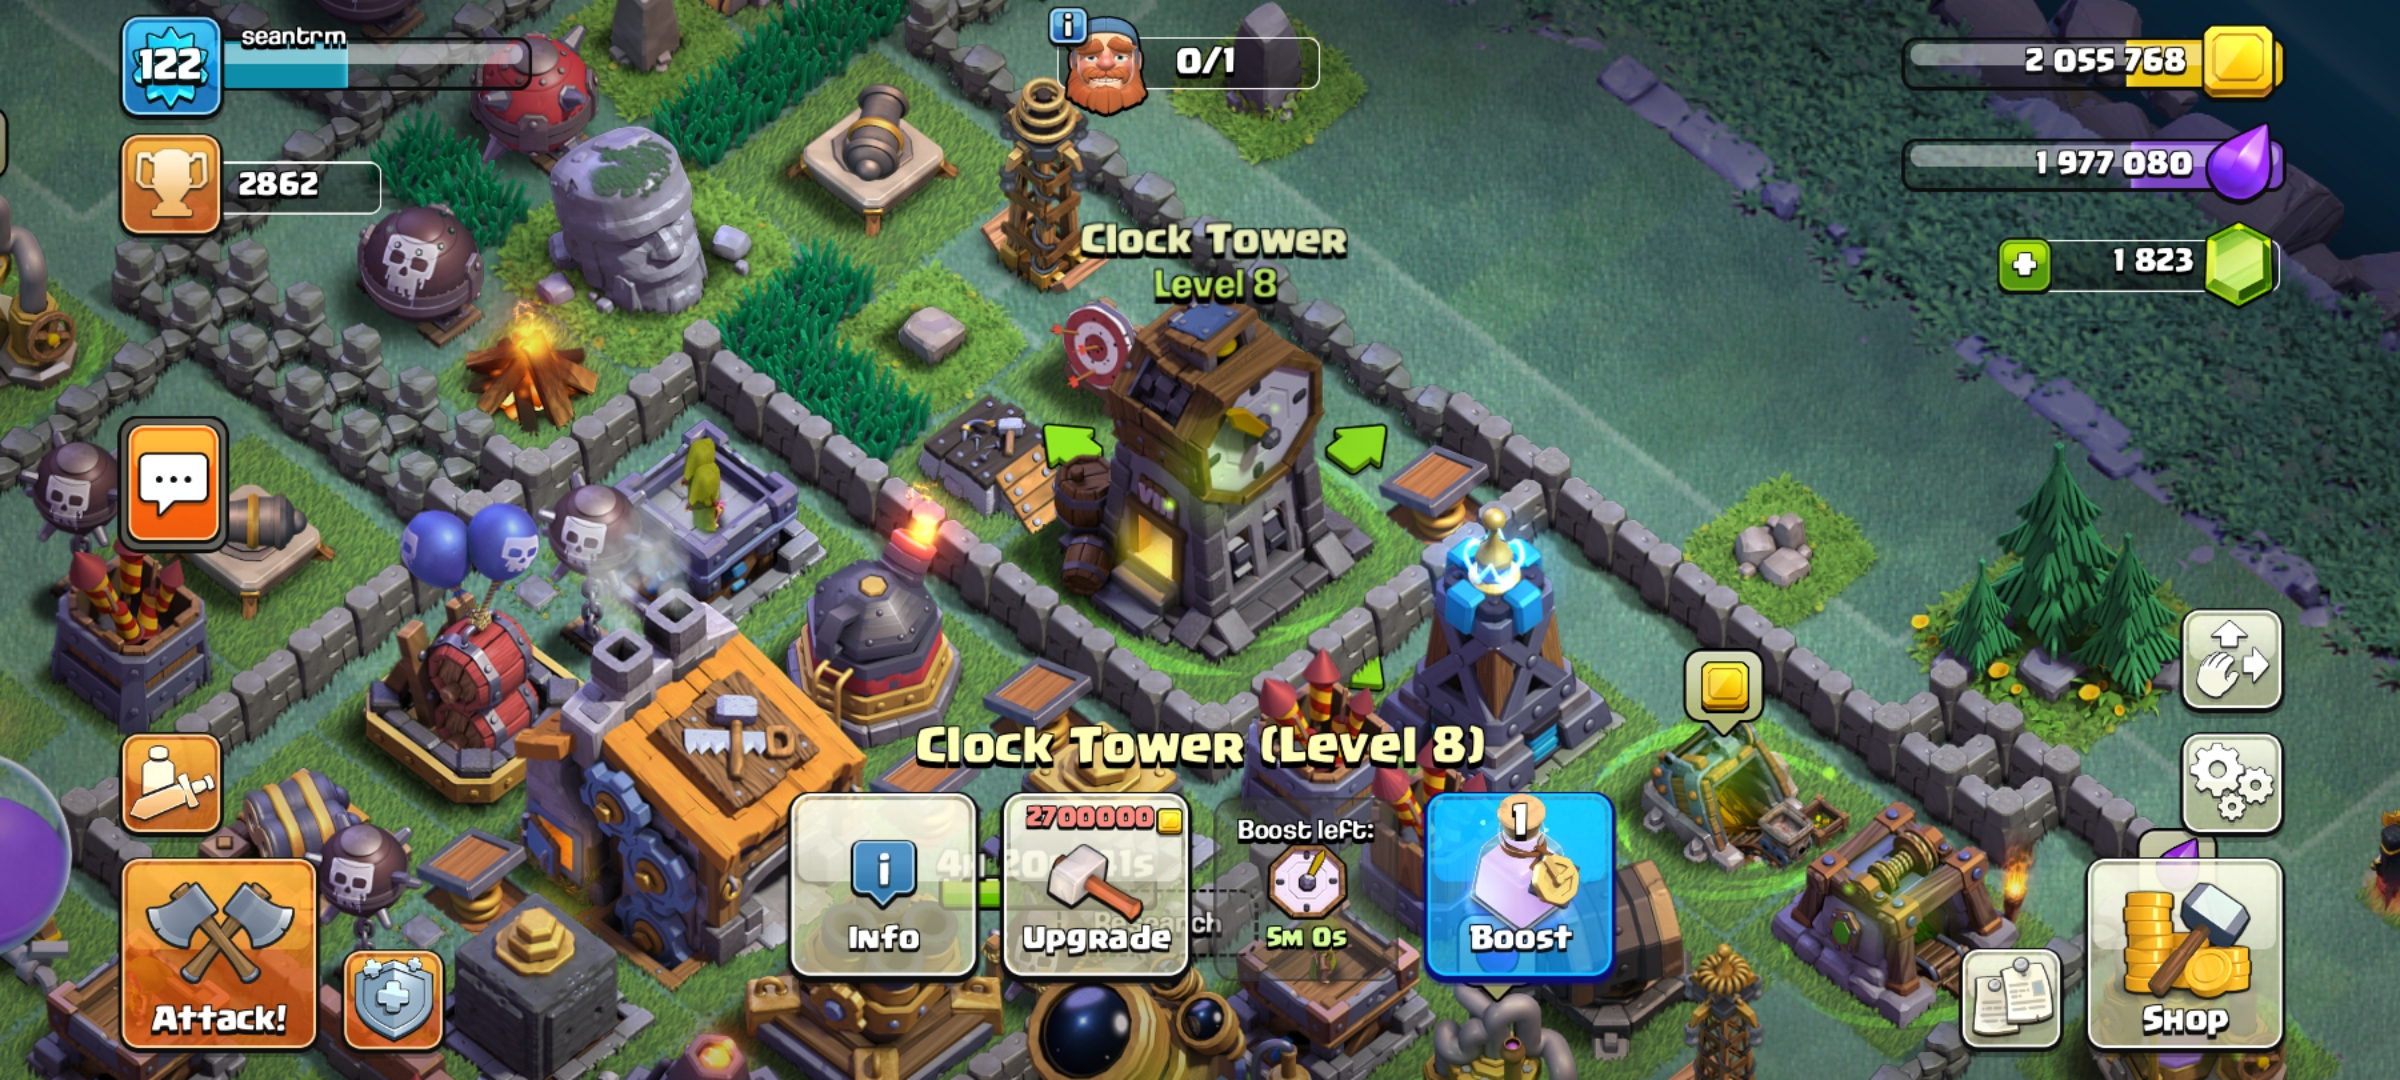 122
seantrm
0/1
2 055 768
2862
1 977 080
1 823
Clock Tower
Level 8
VIII
Clock Tower (Level 8)
2700000
Boost left:
1
Info
Upgrade
5m 0s
Boost
Attack!
Shop